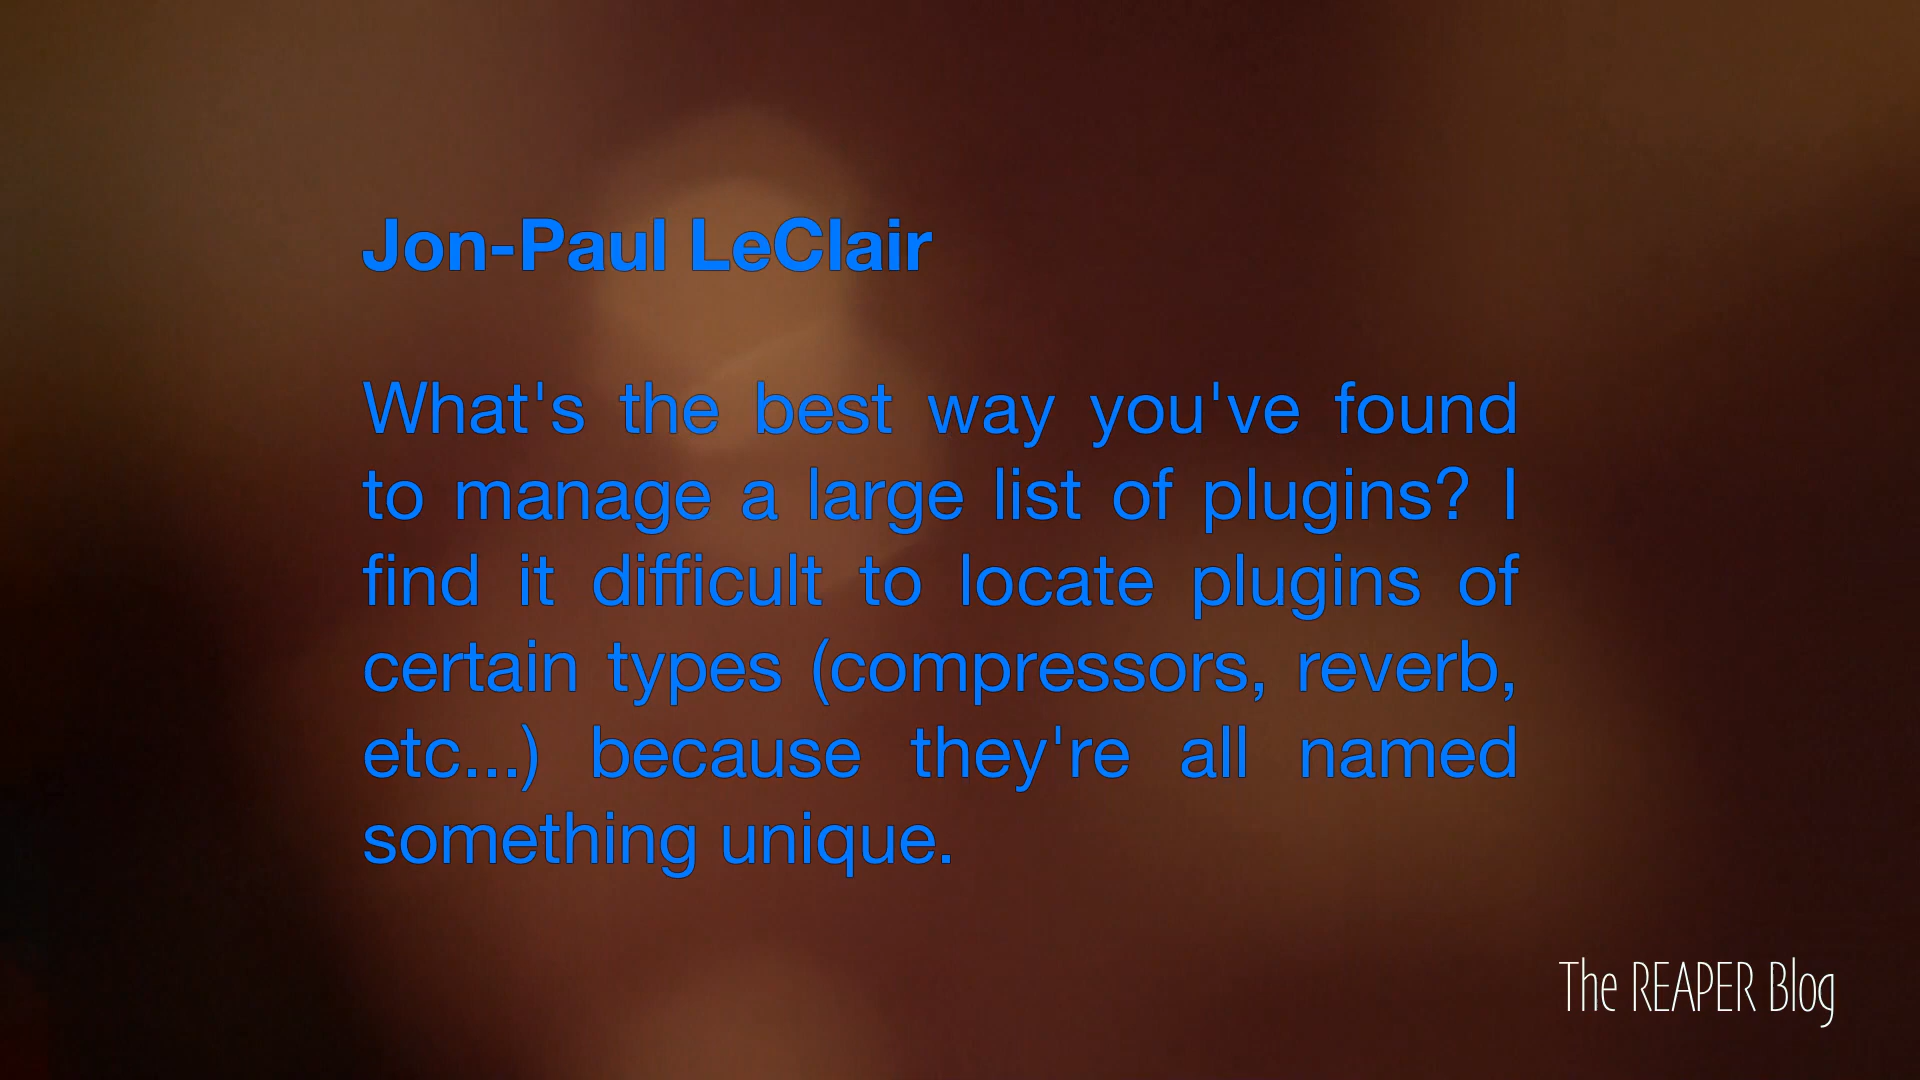 Jon-Paul LeClair
What's the best way you've found
to manage a large list of plugins? I
find it difficult to locate plugins of
certain types (compressors, reverb,
etc...) because they're all named
something unique.
The REAPER Blog